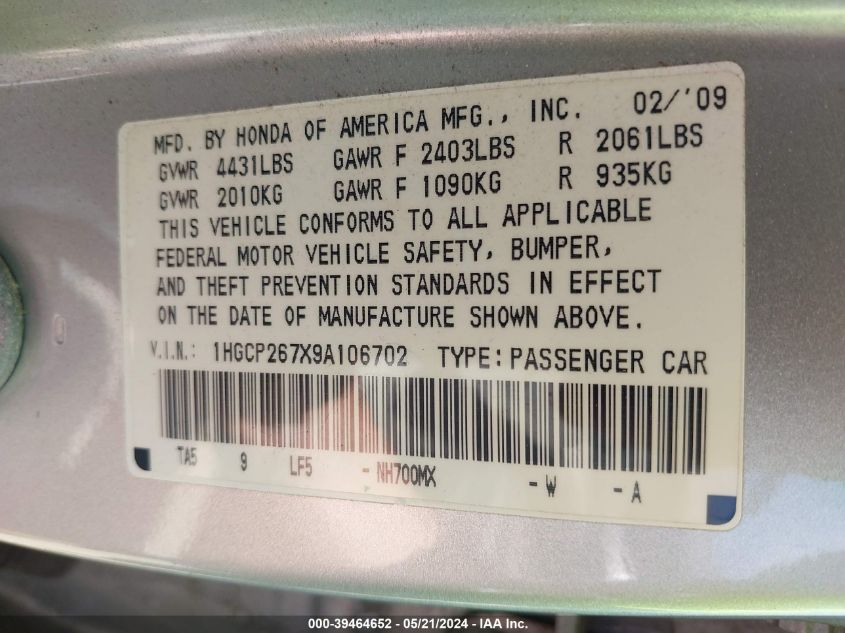 MFD. BY HONDA OF AMERICA MFG., INC. 02/'09
GVWR 4431LBS GAWR F 2403LBS R 2061LBS
GVWR 2010KG GAWR F 1090KG R 935KG
THIS VEHICLE CONFORMS TO ALL APPLICABLE
FEDERAL MOTOR VEHICLE SAFETY, BUMPER,
AND THEFT PREVENTION STANDARDS IN EFFECT
ON THE DATE OF MANUFACTURE SHOWN ABOVE.
V.I.N.: 1HGCP267X9A106702 TYPE: PASSENGER CAR
TA5 9 LF5 - NH700MX - W - A
000-39464652 - 05/21/2024 - IAA Inc.